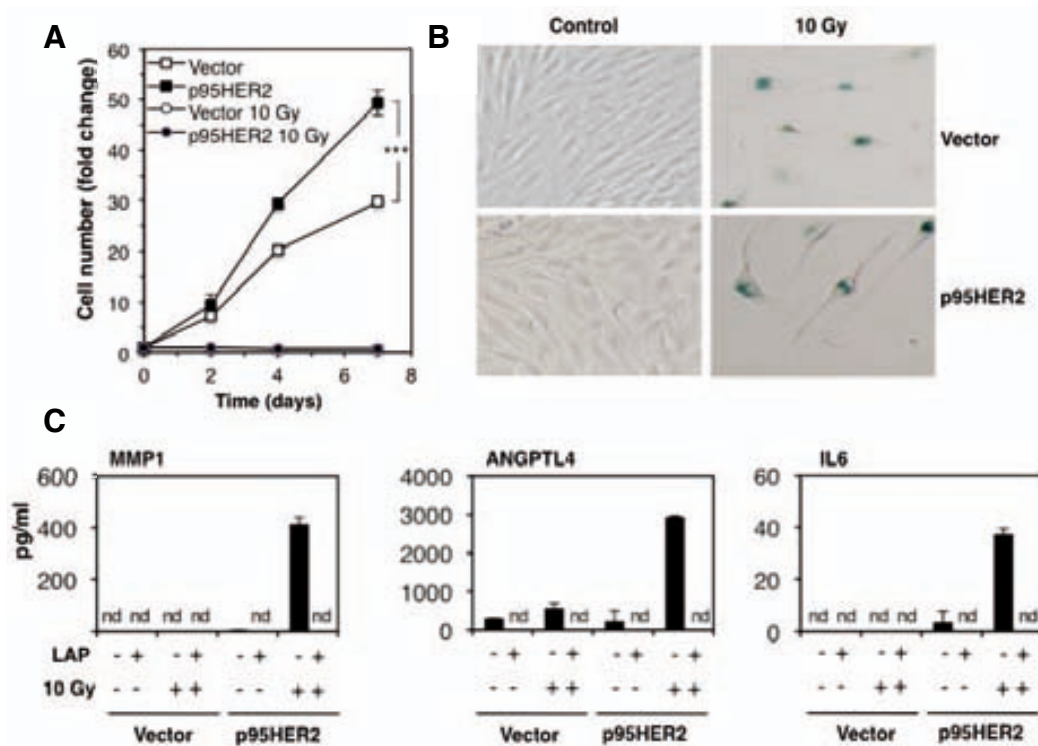 A
60
50
40
30
20
10
0
Cell number (fold change)
Vector
p95HER2
Vector 10 Gy
p95HER2 10 Gy
***
0 2 4 6 8
Time (days)
B
Control 10 Gy
Vector
p95HER2
C
MMP1
600
400
200
pg/ml
nd nd nd nd nd nd
ANGPTL4
4000
3000
2000
1000
0
nd nd nd nd
IL6
60
40
20
0
nd nd nd nd nd nd
LAP - + - + - + - + - + - + - + - + - + - + - + - +
10 Gy - - + + - - + + - - + + - - + + - - + + - - + +
Vector p95HER2 Vector p95HER2 Vector p95HER2